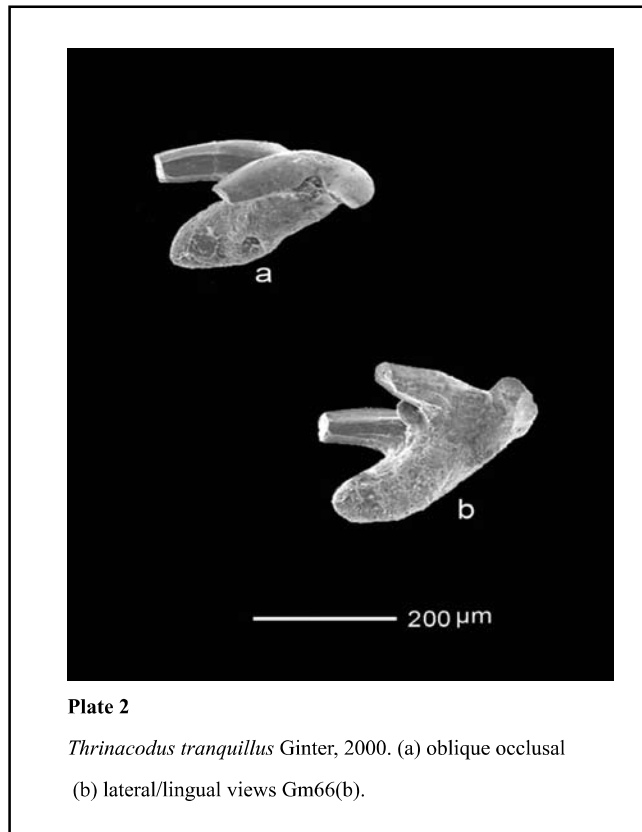 a
b
200 µm
Plate 2
Thrinacodus tranquillus Ginter, 2000. (a) oblique occlusal
(b) lateral/lingual views Gm66(b).